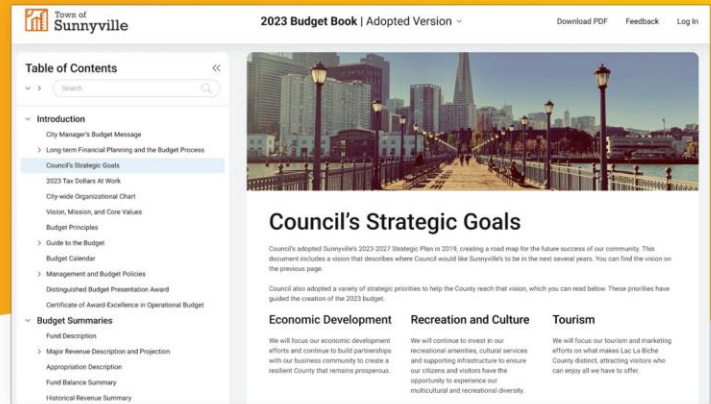 Town of
Sunnyville
2023 Budget Book | Adopted Version
Download PDF
Feedback
Log In
Table of Contents
Search
Introduction
City Manager's Budget Message
Long-term Financial Planning and the Budget Process
Council's Strategic Goals
2023 Tax Dollars At Work
City-wide Organizational Chart
Vision, Mission, and Core Values
Budget Principles
Guide to the Budget
Budget Calendar
Management and Budget Policies
Distinguished Budget Presentation Award
Certificate of Award-Excellence in Operational Budget
Budget Summaries
Fund Description
Major Revenue Description and Projection
Appropriation Description
Fund Balance Summary
Historical Revenue Summary
Council's Strategic Goals
Council's adopted Sunnyville's 2023-2027 Strategic Plan in 2019, creating a road map for the future success of our community. This
document includes a vision that describes where Council would like Sunnyville's to be in the next several years. You can find the vision on
the previous page.
Council also adopted a variety of strategic priorities to help the County reach that vision, which you can read below. These priorities have
guided the creation of the 2023 budget.
Economic Development
We will focus our economic development
efforts and continue to build partnerships
with our business community to create a
resilient County that remains prosperous.
Recreation and Culture
We will continue to invest in our
recreational amenities, cultural services
and supporting infrastructure to ensure
our citizens and visitors have the
opportunity to experience our
multicultural and recreational diversity.
Tourism
We will focus our tourism and marketing
efforts on what makes Lac La Biche
County distinct, attracting visitors who
can enjoy all we have to offer.